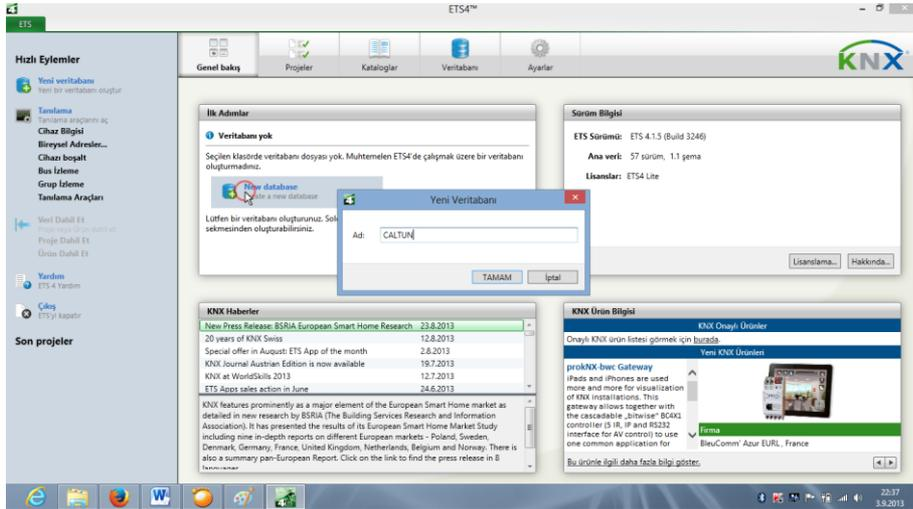 ETS4™
ETS
Hızlı Eylemler
Yeni veritabanı
Yeni bir veritabanı oluştur
Tanılama
Tanılama araçlarını aç
Cihaz Bilgisi
Bireysel Adresler...
Cihazı boşalt
Bus İzleme
Grup İzleme
Tanılama Araçları
Veri Dahil Et
Proje veya Ürün dahil et
Proje Dahil Et
Ürün Dahil Et
Yardım
ETS 4 Yardım
Çıkış
ETS'yi kapatır
Son projeler
Genel bakış
Projeler
Kataloglar
Veritabanı
Ayarlar
KNX
İlk Adımlar
Veritabanı yok
Seçilen klasörde veritabanı dosyası yok. Muhtemelen ETS4'de çalışmak üzere bir veritabanı
oluşturmadınız.
New database
Create a new database
Lütfen bir veritabanı oluşturunuz. Sol
sekmesinden oluşturabilirsiniz.
Yeni Veritabanı
Ad:
CALTUN
TAMAM
İptal
Sürüm Bilgisi
ETS Sürümü: ETS 4.1.5 (Build 3246)
Ana veri: 57 sürüm, 1.1 şema
Lisanslar: ETS4 Lite
Lisanslama...
Hakkında...
KNX Haberler
New Press Release: BSRIA European Smart Home Research 23.8.2013
20 years of KNX Swiss 12.8.2013
Special offer in August: ETS App of the month 2.8.2013
KNX Journal Austrian Edition is now available 19.7.2013
KNX at WorldSkills 2013 12.7.2013
ETS Apps sales action in June 24.6.2013
KNX features prominently as a major element of the European Smart Home market as
detailed in new research by BSRIA (The Building Services Research and Information
Association). It has presented the results of its European Smart Home Market Study
including nine in-depth reports on different European markets - Poland, Sweden,
Denmark, Germany, France, United Kingdom, Netherlands, Belgium and Norway. There is
also a summary pan-European Report. Click on the link to find the press release in 8
languages
KNX Ürün Bilgisi
KNX Onaylı Ürünler
Onaylı KNX ürün listesi görmek için burada.
Yeni KNX Ürünleri
prokNX-bwc Gateway
iPads and iPhones are used
more and more for visualization
of KNX installations. This
gateway allows together with
the cascadable „bitwise" BC4X1
controller (5 IR, IP and RS232
interface for AV control) to use
one common application for
Firma
BleuComm' Azur EURL , France
Bu ürünle ilgili daha fazla bilgi göster.
22:37
3.9.2013